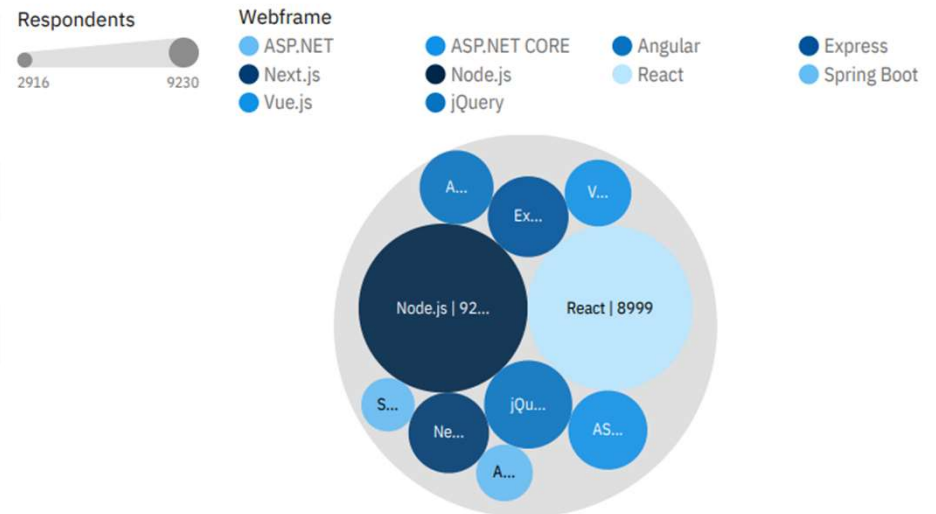 Respondents
2916 9230
Webframe
ASP.NET ASP.NET CORE Angular Express
Next.js Node.js React Spring Boot
Vue.js jQuery
A...
V...
Ex...
Node.js | 92...
React | 8999
S...
jQu...
Ne...
AS...
A...